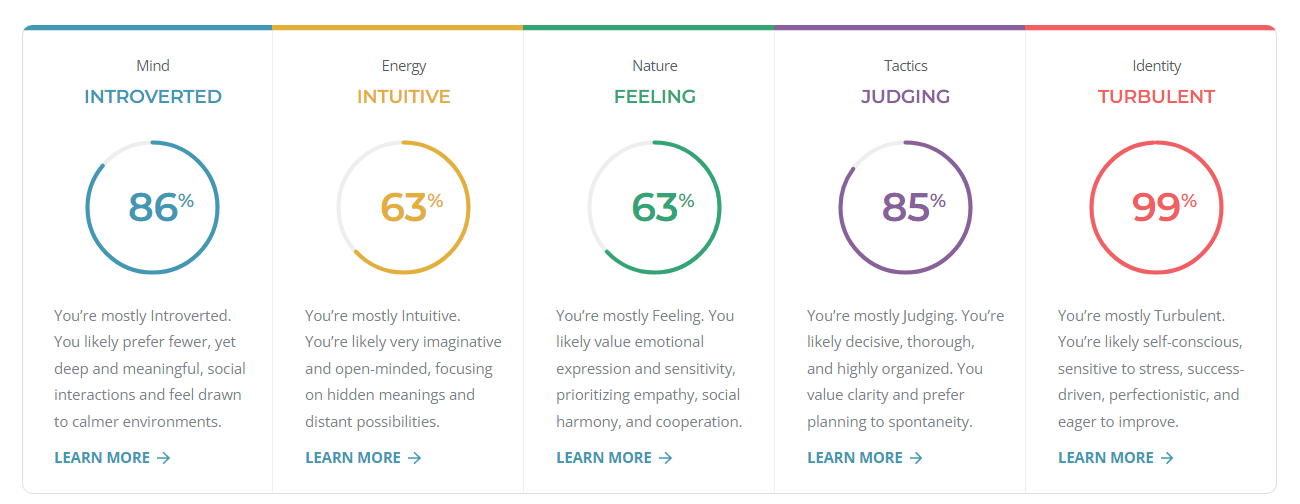 Mind
INTROVERTED
86%
You're mostly Introverted.
You likely prefer fewer, yet
deep and meaningful, social
interactions and feel drawn
to calmer environments.
LEARN MORE →
Energy
INTUITIVE
63%
You're mostly Intuitive.
You're likely very imaginative
and open-minded, focusing
on hidden meanings and
distant possibilities.
LEARN MORE →
Nature
FEELING
63%
You're mostly Feeling. You
likely value emotional
expression and sensitivity,
prioritizing empathy, social
harmony, and cooperation.
LEARN MORE →
Tactics
JUDGING
85%
You're mostly Judging. You're
likely decisive, thorough,
and highly organized. You
value clarity and prefer
planning to spontaneity.
LEARN MORE →
Identity
TURBULENT
99%
You're mostly Turbulent.
You're likely self-conscious,
sensitive to stress, success-
driven, perfectionistic, and
eager to improve.
LEARN MORE →